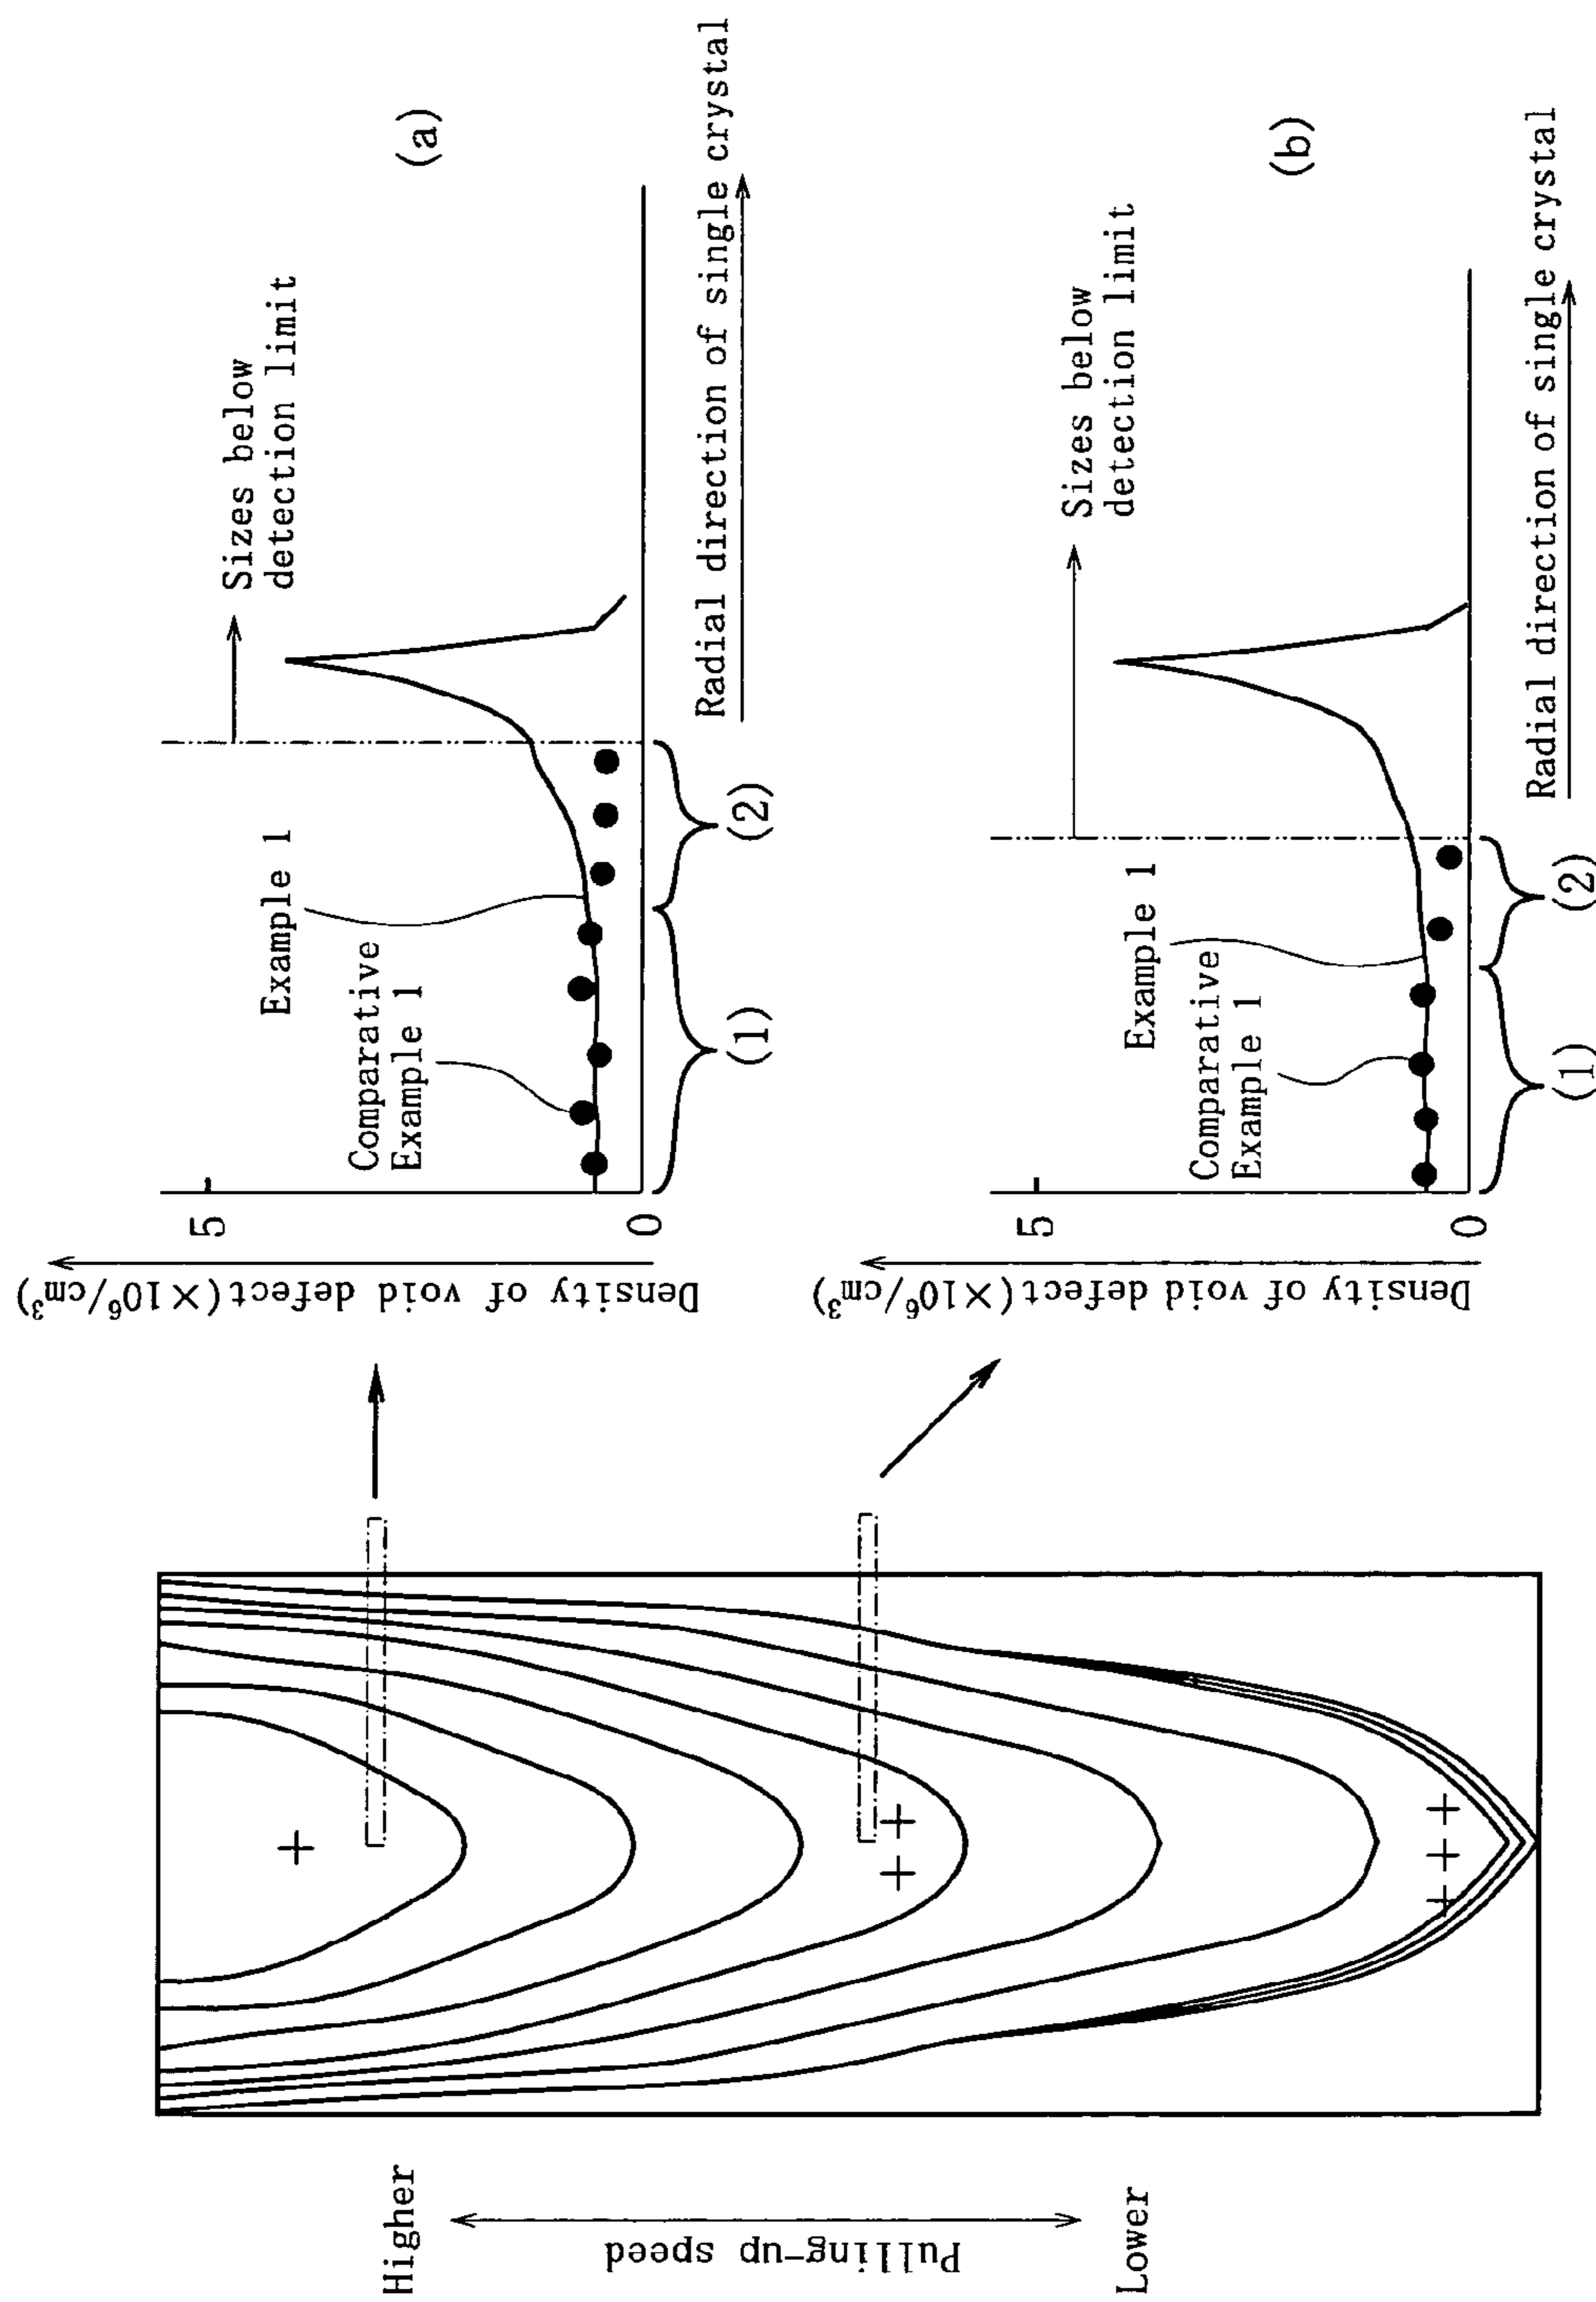 Higher
Pulling-up speed
Lower
Density of void defect (×10⁶/cm³)
5
0
Example 1
Comparative
Example 1
Sizes below
detection limit
(1)
(2)
Radial direction of single crystal
(a)
Density of void defect (×10⁶/cm³)
5
0
Example 1
Comparative
Example 1
Sizes below
detection limit
(1)
(2)
Radial direction of single crystal
(b)